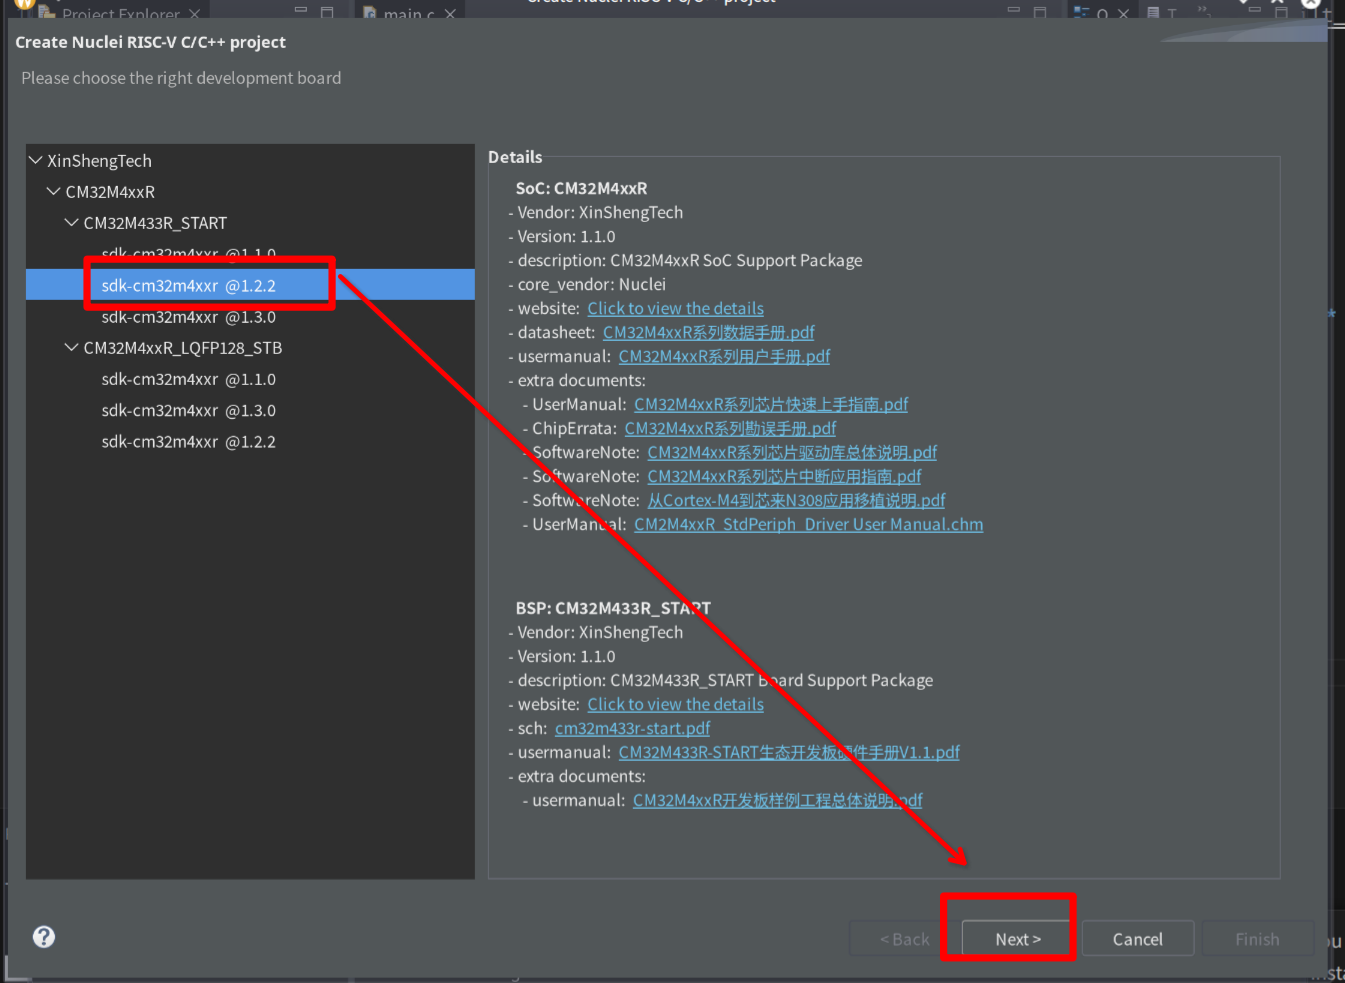 Create Nuclei RISC-V C/C++ project
Project Explorer
main.c
Create Nuclei RISC-V C/C++ project
Please choose the right development board
XinShengTech
CM32M4xxR
CM32M433R_START
sdk-cm32m4xxr @1.1.0
sdk-cm32m4xxr @1.2.2
sdk-cm32m4xxr @1.3.0
CM32M4xxR_LQFP128_STB
sdk-cm32m4xxr @1.1.0
sdk-cm32m4xxr @1.3.0
sdk-cm32m4xxr @1.2.2
Details
SoC: CM32M4xxR
- Vendor: XinShengTech
- Version: 1.1.0
- description: CM32M4xxR SoC Support Package
- core_vendor: Nuclei
- website: Click to view the details
- datasheet: CM32M4xxR系列数据手册.pdf
- usermanual: CM32M4xxR系列用户手册.pdf
- extra documents:
- UserManual: CM32M4xxR系列芯片快速上手指南.pdf
- ChipErrata: CM32M4xxR系列勘误手册.pdf
- SoftwareNote: CM32M4xxR系列芯片驱动库总体说明.pdf
- SoftwareNote: CM32M4xxR系列芯片中断应用指南.pdf
- SoftwareNote: 从Cortex-M4到芯来N308应用移植说明.pdf
- UserManual: CM2M4xxR_StdPeriph_Driver User Manual.chm
BSP: CM32M433R_START
- Vendor: XinShengTech
- Version: 1.1.0
- description: CM32M433R_START Board Support Package
- website: Click to view the details
- sch: cm32m433r-start.pdf
- usermanual: CM32M433R-START生态开发板硬件手册V1.1.pdf
- extra documents:
- usermanual: CM32M4xxR开发板样例工程总体说明.pdf
< Back
Next >
Cancel
Finish